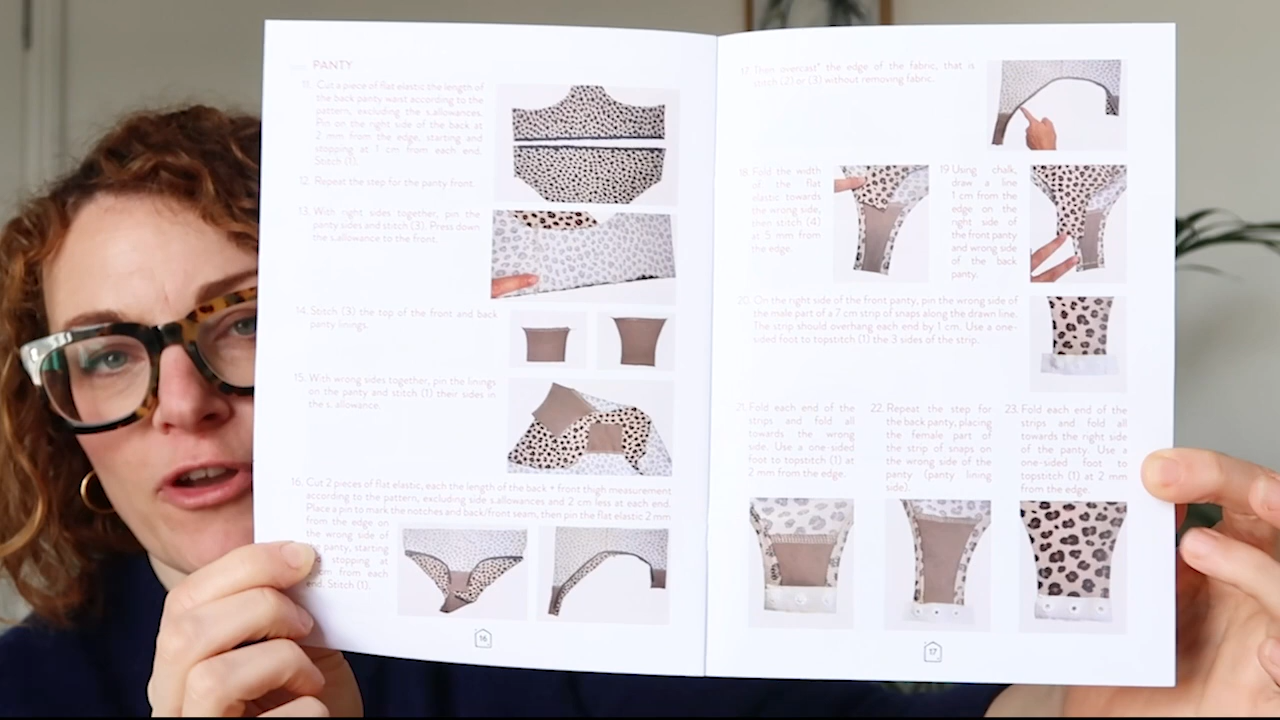 PANTY
11. Cut a piece of flat elastic the length of
the back panty waist according to the
pattern, excluding the s.allowances.
Pin on the right side of the back at
2 mm from the edge, starting and
stopping at 1 cm from each end.
Stitch (1).
12. Repeat the step for the panty front.
13. With right sides together, pin the
panty sides and stitch (3). Press down
the s.allowance to the front.
14. Stitch (3) the top of the front and back
panty linings.
15. With wrong sides together, pin the linings
on the panty and stitch (1) their sides in
the s. allowance.
16. Cut 2 pieces of flat elastic, each the length of the back + front thigh measurement
according to the pattern, excluding side s.allowances and 2 cm less at each end.
Place a pin to mark the notches and back/front seam, then pin the flat elastic 2 mm
from the edge on
the wrong side of
panty, starting
stopping at
from each
end. Stitch (1).
16
17. Then overcast* the edge of the fabric, that is
stitch (2) or (3) without removing fabric.
18. Fold the width
of the flat
elastic towards
the wrong side,
then stitch (4)
at 5 mm from
the edge.
19. Using chalk,
draw a line
1 cm from the
edge on the
right side of
the front panty
and wrong side
of the back
panty.
20. On the right side of the front panty, pin the wrong side of
the male part of a 7 cm strip of snaps along the drawn line.
The strip should overhang each end by 1 cm. Use a one-
sided foot to topstitch (1) the 3 sides of the strip.
21. Fold each end of the
strips and fold all
towards the wrong
side. Use a one-sided
foot to topstitch (1) at
2 mm from the edge.
22. Repeat the step for
the back panty, placing
the female part of
the strip of snaps on
the wrong side of the
panty (panty lining
side).
23. Fold each end of the
strips and fold all
towards the right side
of the panty. Use a
one-sided foot to
topstitch (1) at 2 mm
from the edge.
17